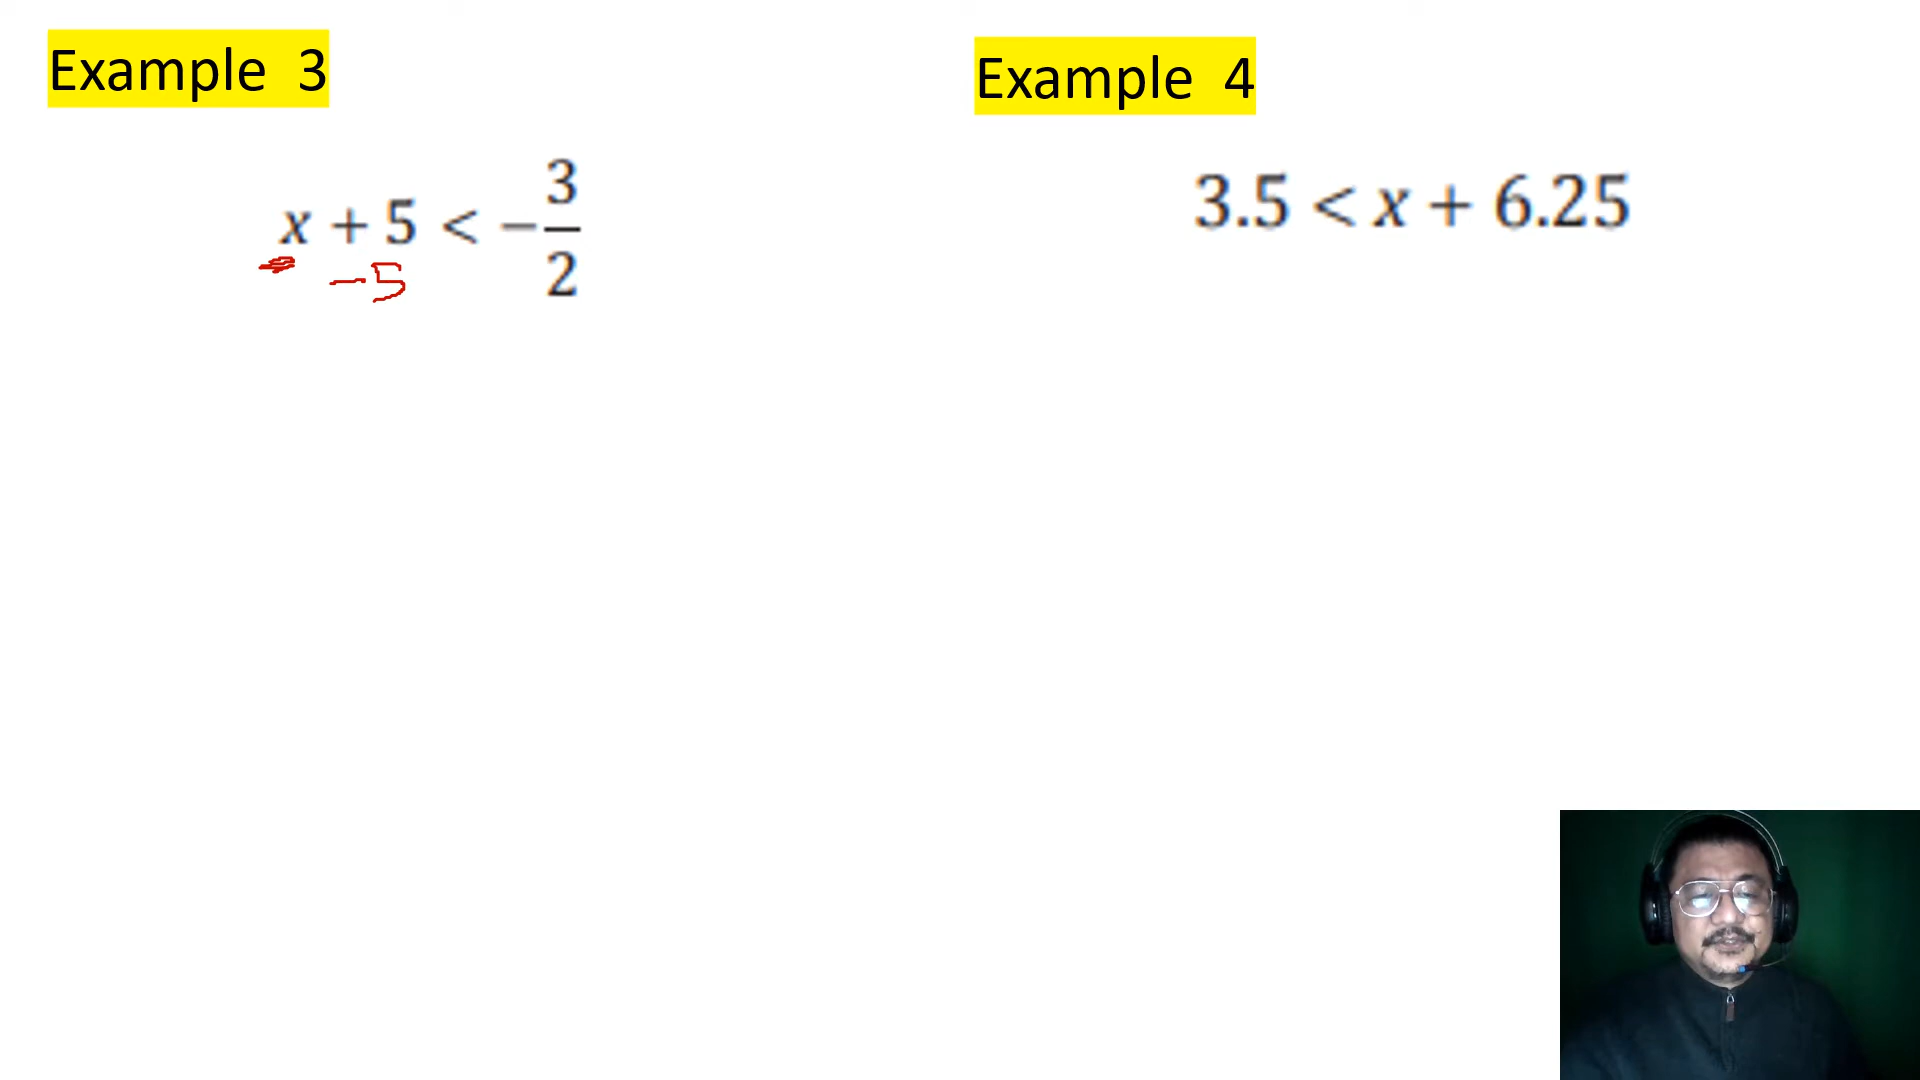 Example 3
x + 5 < -3/2
-5
Example 4
3.5 < x + 6.25